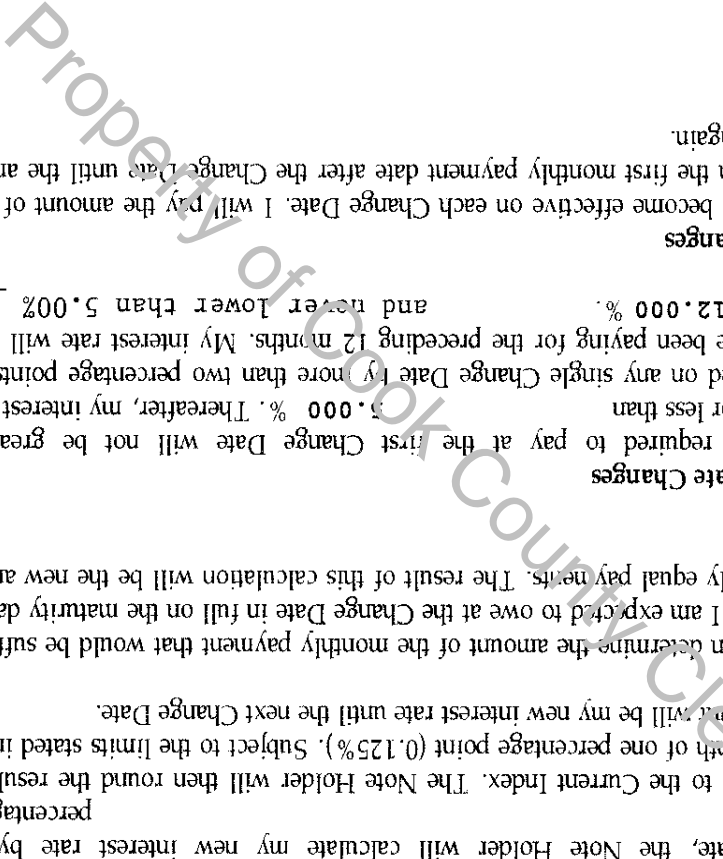 ate, the Note Holder will calculate my new interest rate by
percentag
to the Current Index. The Note Holder will then round the resul
th of one percentage point (0.125%). Subject to the limits stated in
will be my new interest rate until the next Change Date.
n determine the amount of the monthly payment that would be suff
I am expected to owe at the Change Date in full on the maturity da
ly equal payments. The result of this calculation will be the new a
ate Changes
required to pay at the first Change Date will not be grea
or less than 5.000 %. Thereafter, my interest
ed on any single Change Date by more than two percentage points
e been paying for the preceding 12 months. My interest rate will
12.000 %. and never lower than 5.00%
anges
become effective on each Change Date. I will pay the amount of
n the first monthly payment date after the Change Date until the a
again.
Property of Cook County Cle